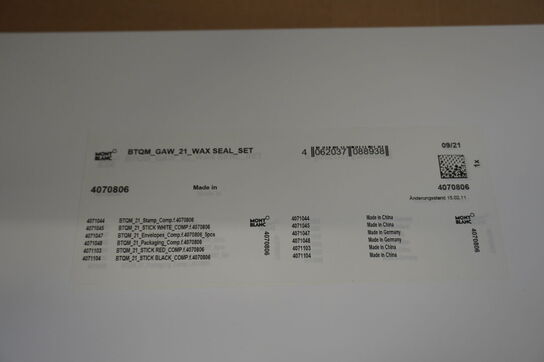 MONT
BLANC
BTQM_GAW_21_WAX SEAL_SET
4 062037 088938
09/21
1x
4070806
Made in
4070806
Änderungsstand 15.02.11
4071044 BTQM_21_Stamp_Comp.f.4070806
4071045 BTQM_21_STICK WHITE_COMP.f.4070806
4071047 BTQM_21_Envelopes_Comp.f.4070806_5pcs
4071048 BTQM_21_Packaging_Comp.f.4070806
4071103 BTQM_21_STICK RED_COMP.f.4070806
4071104 BTQM_21_STICK BLACK_COMP.f.4070806
MONT
BLANC
4070806
4071044 Made in China
4071045 Made in China
4071047 Made in Germany
4071048 Made in Germany
4071103 Made in China
4071104 Made in China
MONT
BLANC
4070806